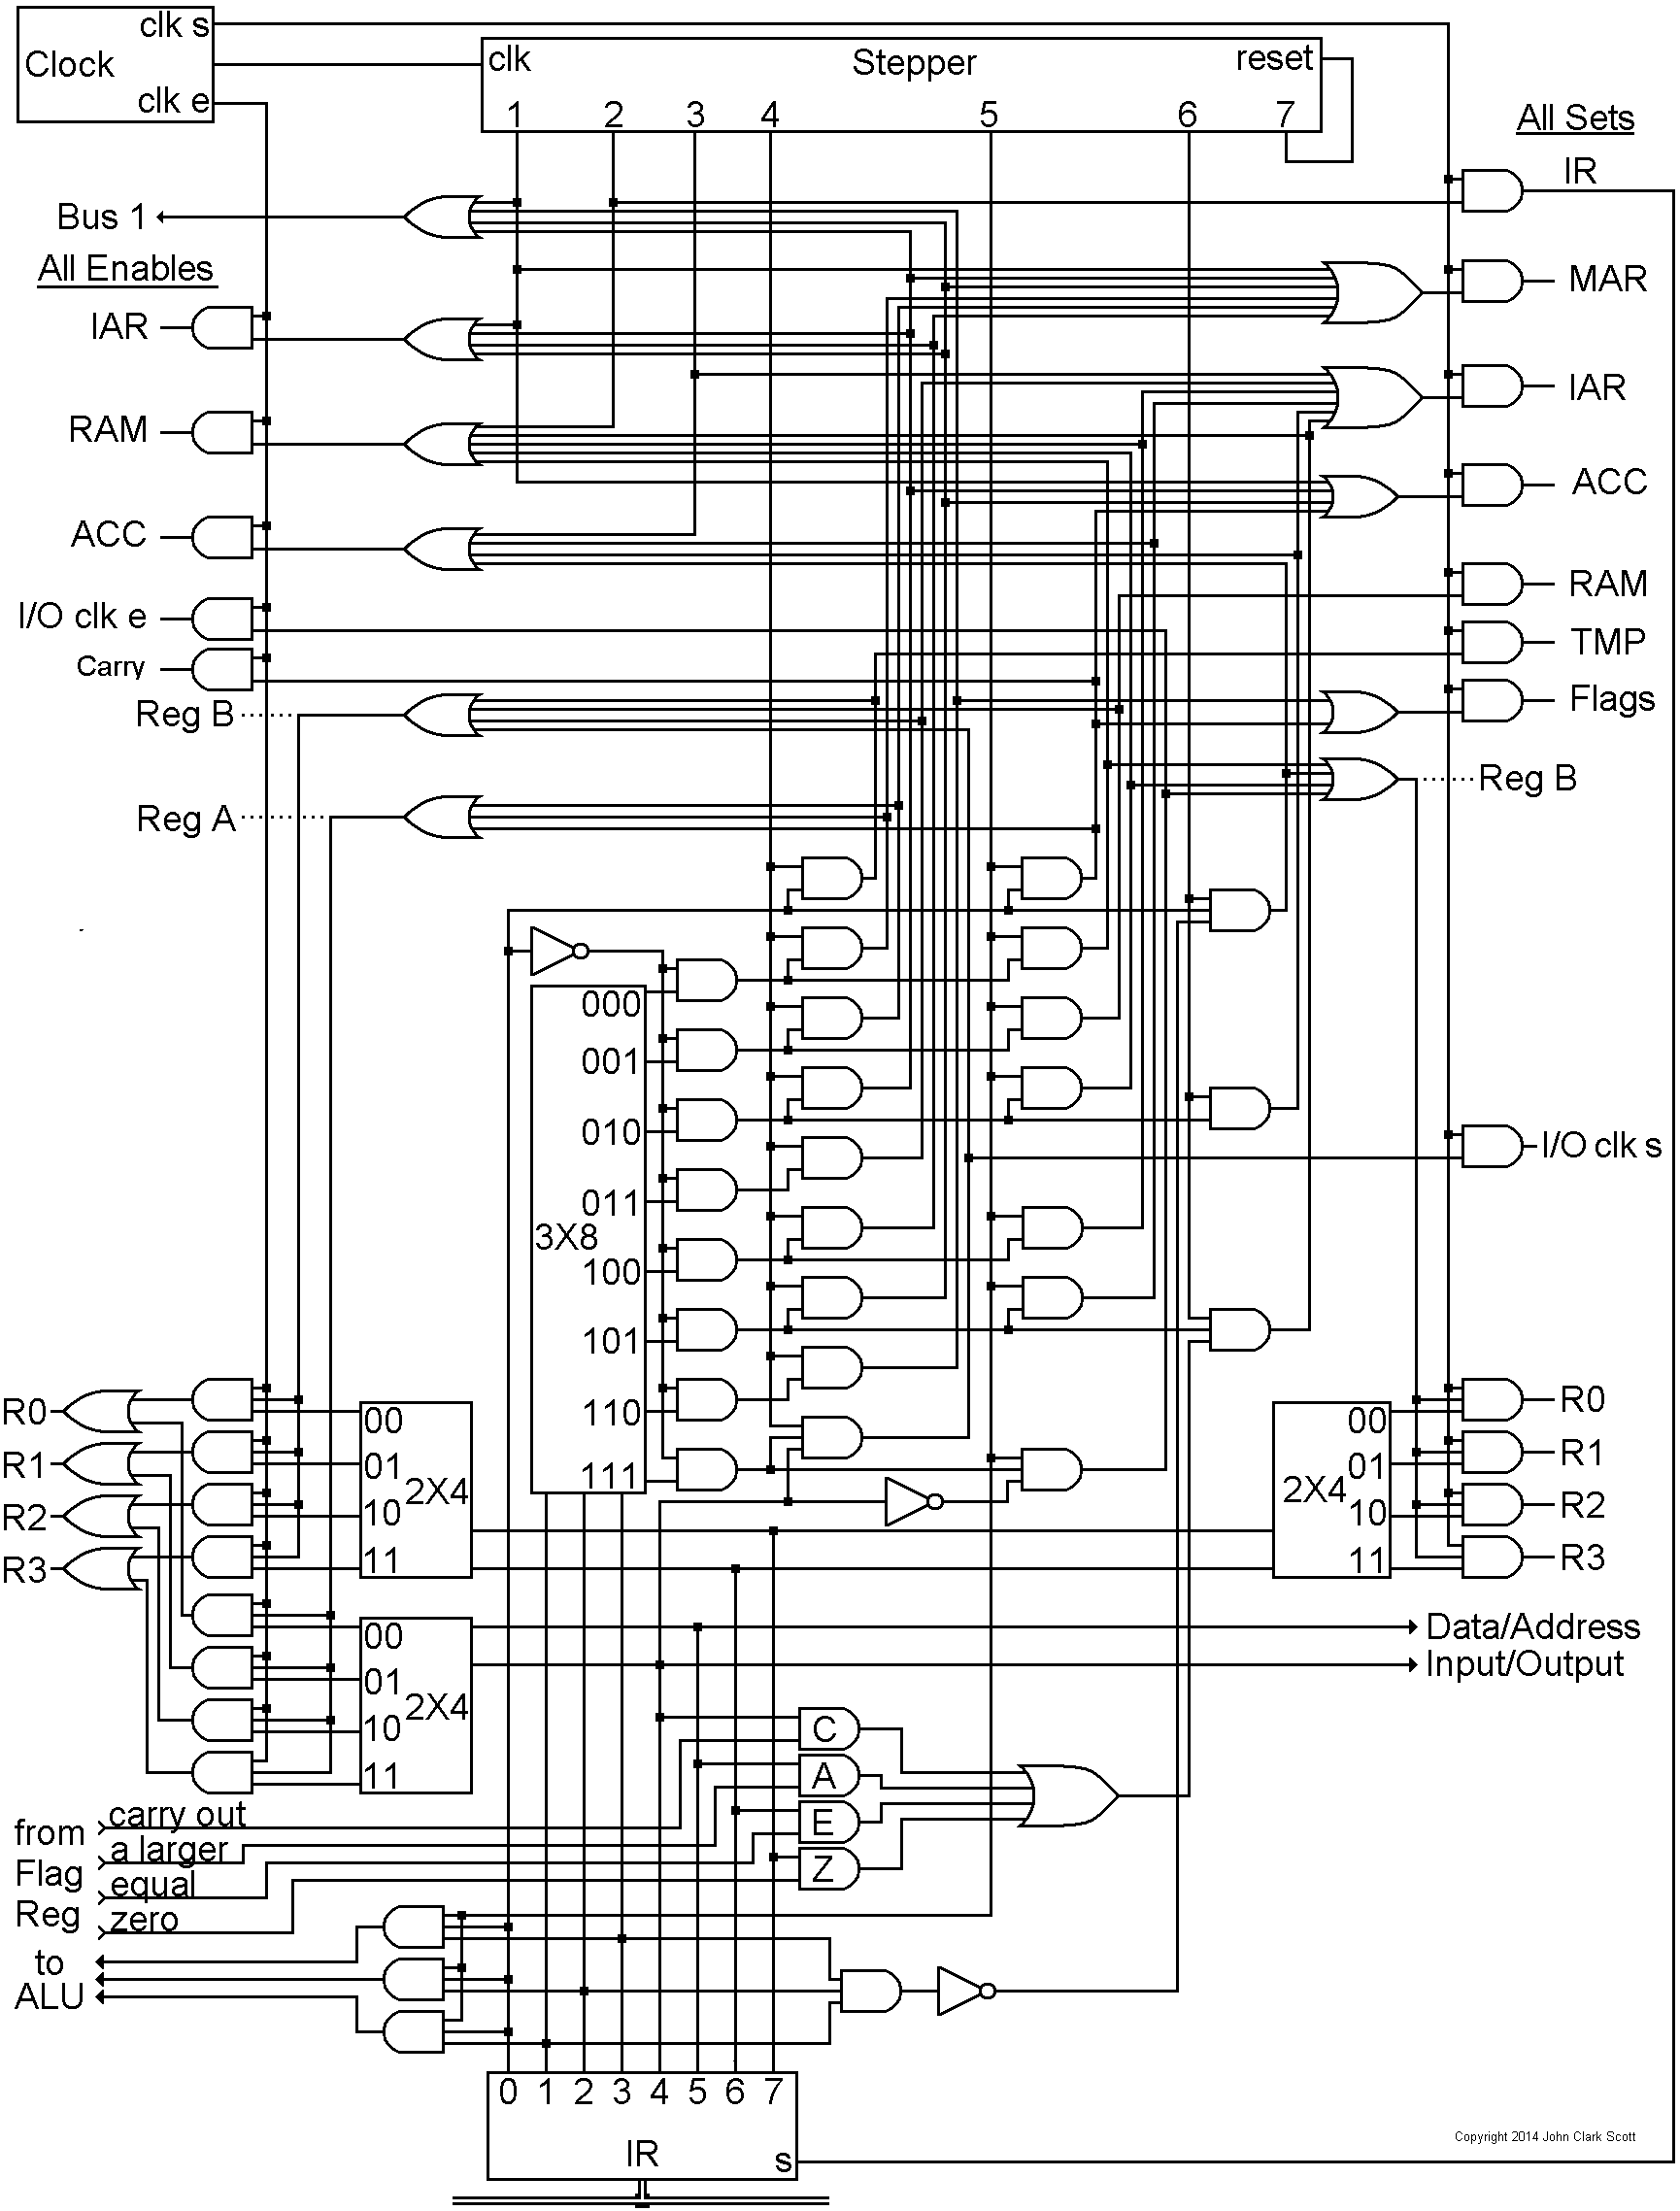 clk s
Clock
clk e
clk Stepper reset
1 2 3 4 5 6 7
All Sets
IR
Bus 1
All Enables
MAR
IAR
IAR
RAM
ACC
ACC
RAM
I/O clk e
TMP
Carry
Flags
Reg B
Reg B
Reg A
000
001
010
I/O clk s
011
3X8
100
101
110
111
R0
R1
R2
R3
00
01
2X4
10
11
00
01
2X4
10
11
R0
R1
R2
R3
00
01
2X4
10
11
Data/Address
Input/Output
C
A
E
Z
from
Flag
Reg
carry out
a larger
equal
zero
to
ALU
0 1 2 3 4 5 6 7
IR
s
Copyright 2014 John Clark Scott